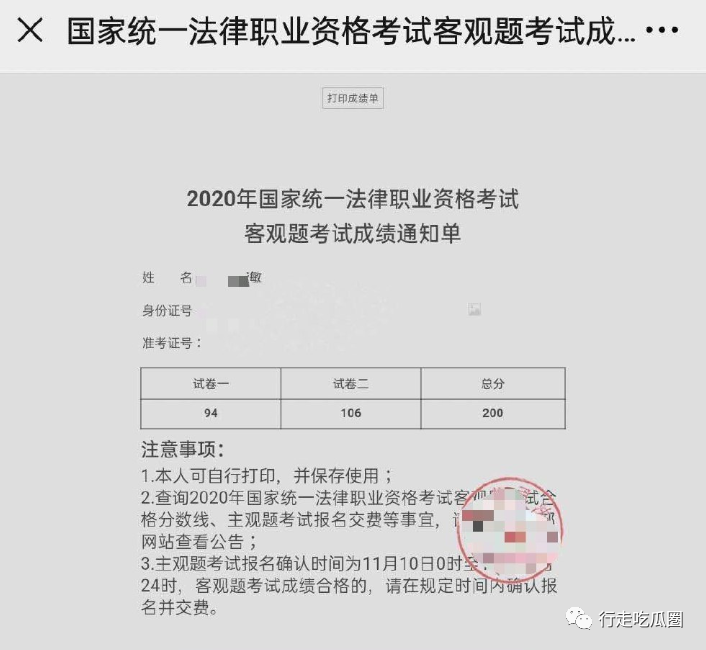 国家统一法律职业资格考试客观题考试成...
打印成绩单
2020年国家统一法律职业资格考试
客观题考试成绩通知单
姓 名 敏
身份证号
准考证号：
试卷一 试卷二 总分
94 106 200
注意事项：
1.本人可自行打印，并保存使用；
2.查询2020年国家统一法律职业资格考试客观 试合
格分数线、主观题考试报名交费等事宜，
网站查看公告；
3.主观题考试报名确认时间为11月10日0时至
24时，客观题考试成绩合格的，请在规定时间内确认报
名并交费。
行走吃瓜圈